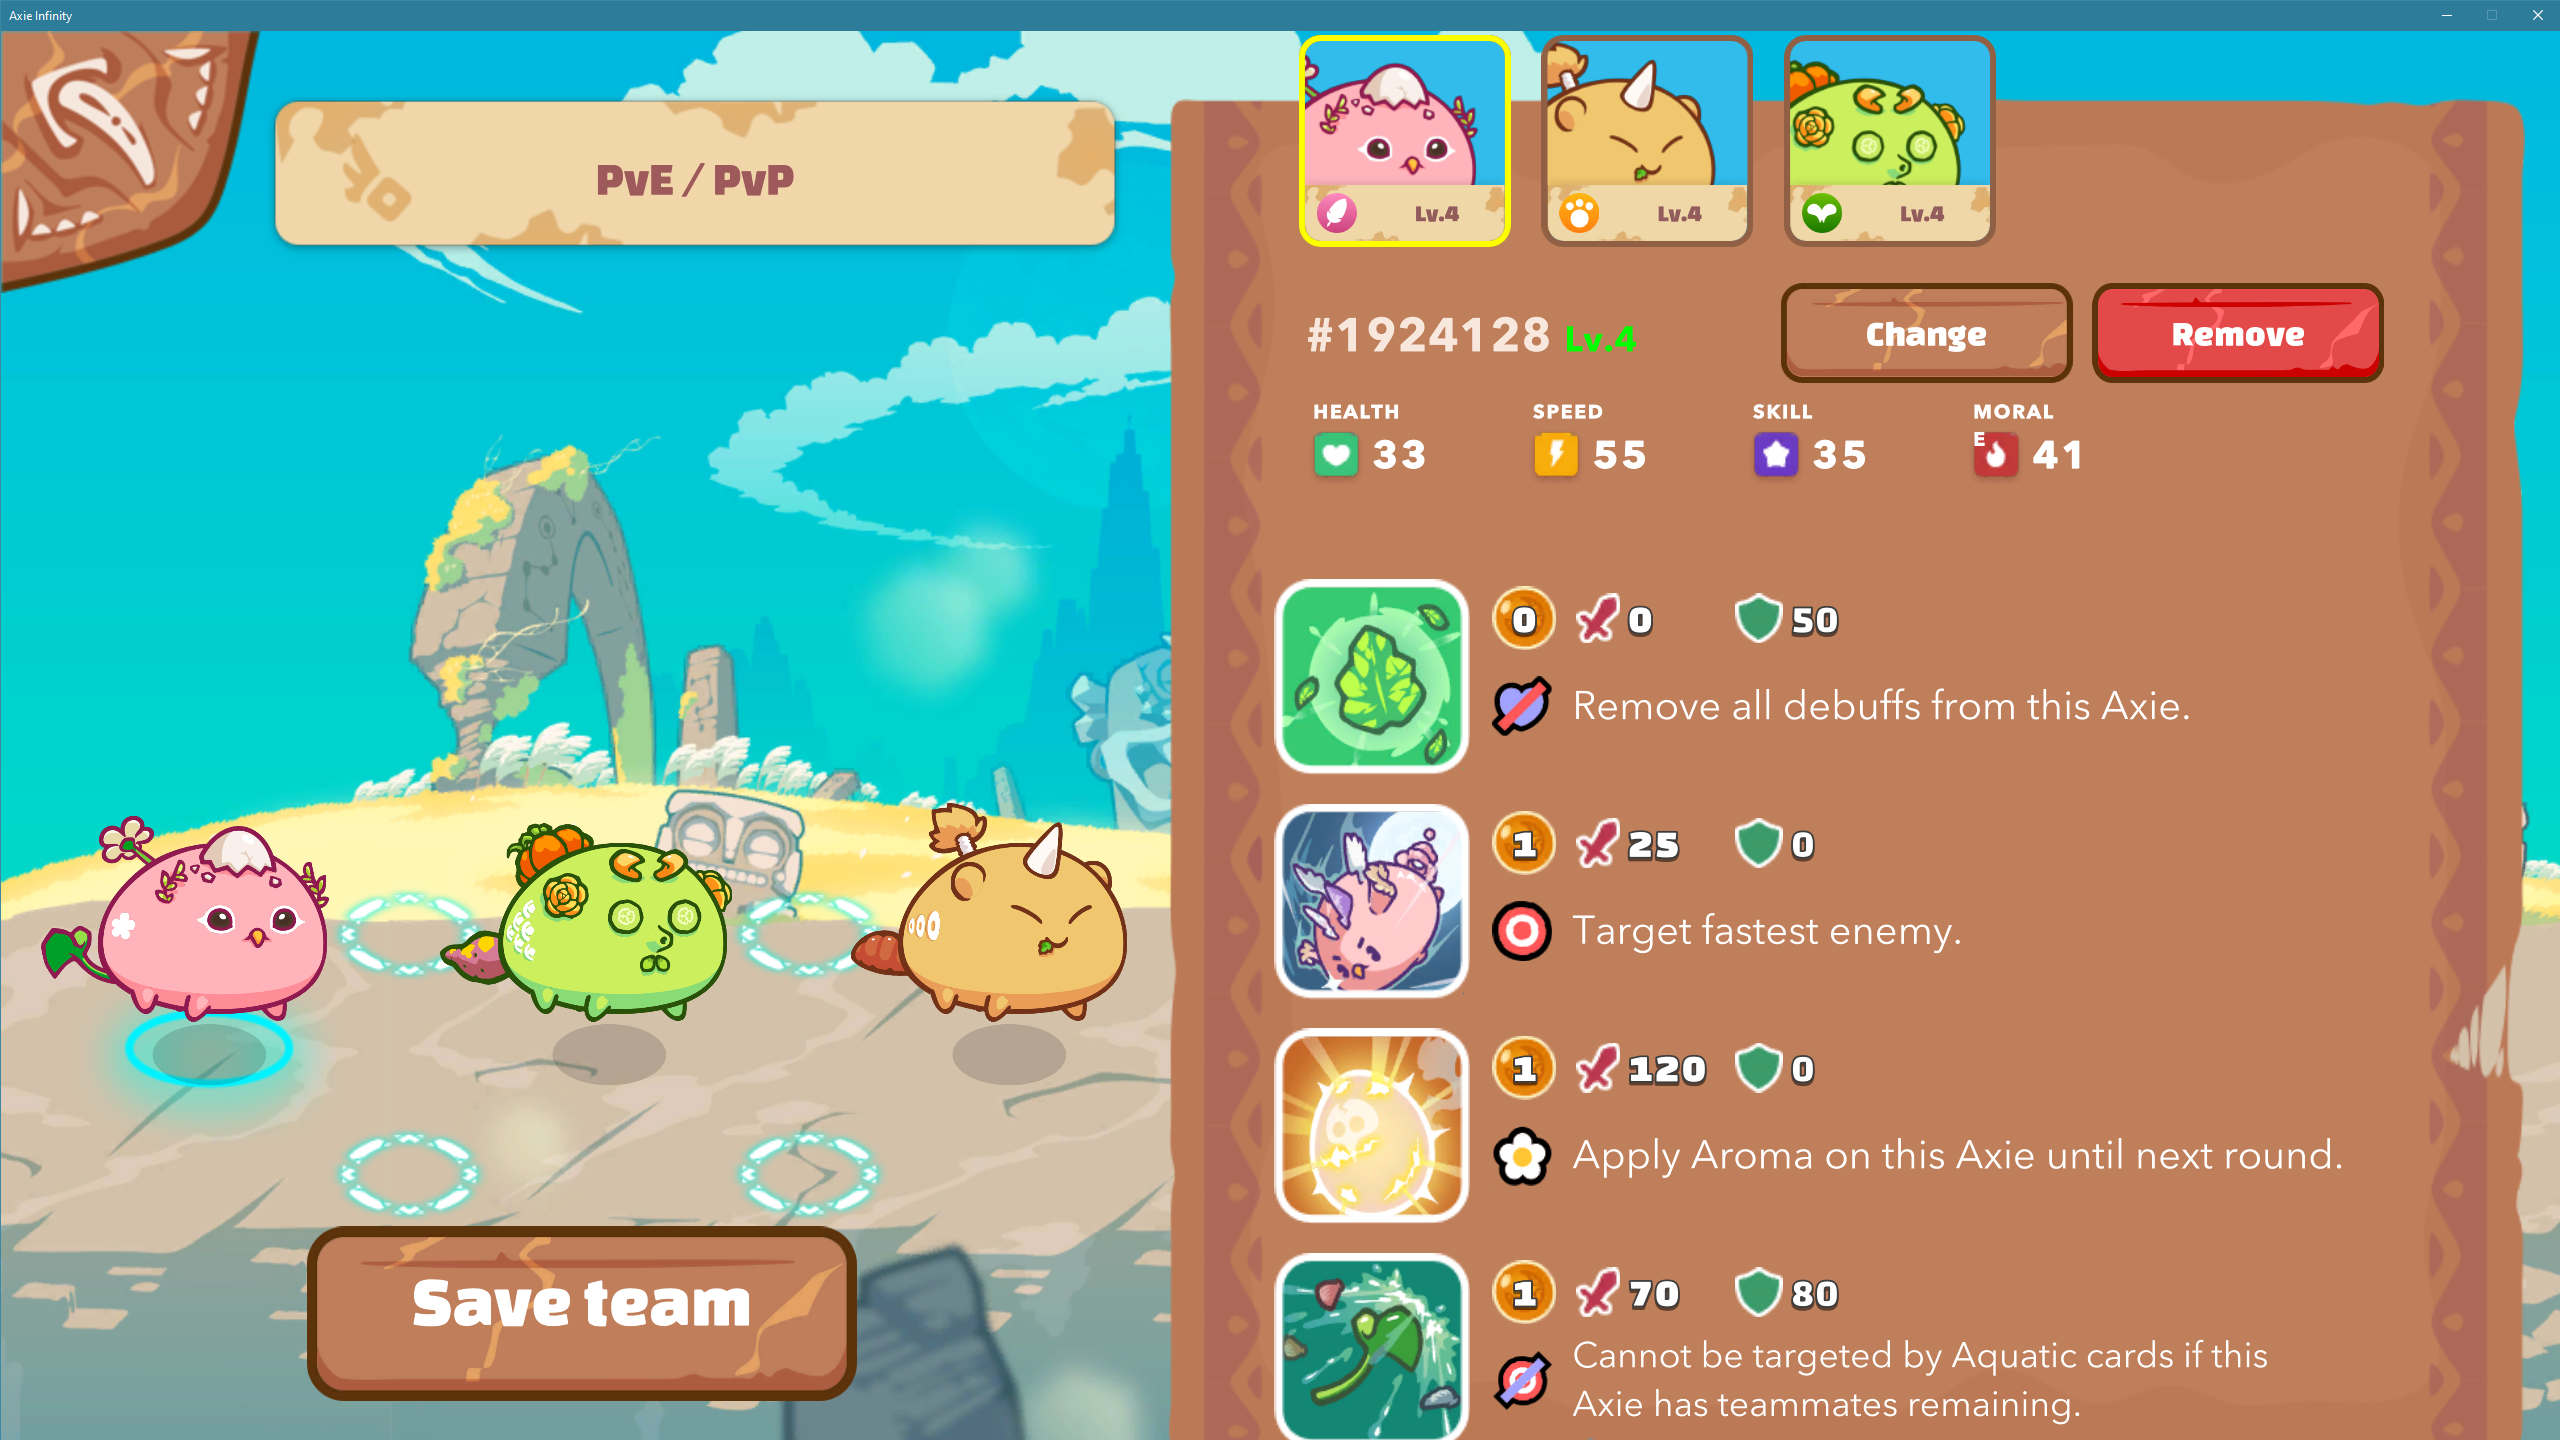 Axie Infinity
PvE / PvP
Lv.4
Lv.4
Lv.4
#1924128 Lv.4
Change
Remove
HEALTH
33
SPEED
55
SKILL
35
MORAL
E
41
0 0 50
Remove all debuffs from this Axie.
1 25 0
Target fastest enemy.
1 120 0
Apply Aroma on this Axie until next round.
1 70 80
Cannot be targeted by Aquatic cards if this
Axie has teammates remaining.
Save team